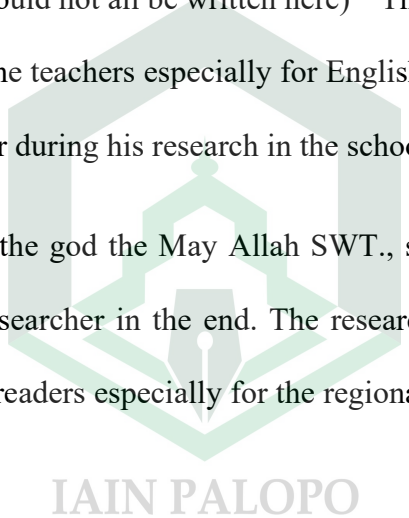 ould not all be written here) Th
ne teachers especially for English
r during his research in the schoo
the god the May Allah SWT., s
searcher in the end. The researc
readers especially for the regiona
IAIN PALOPO